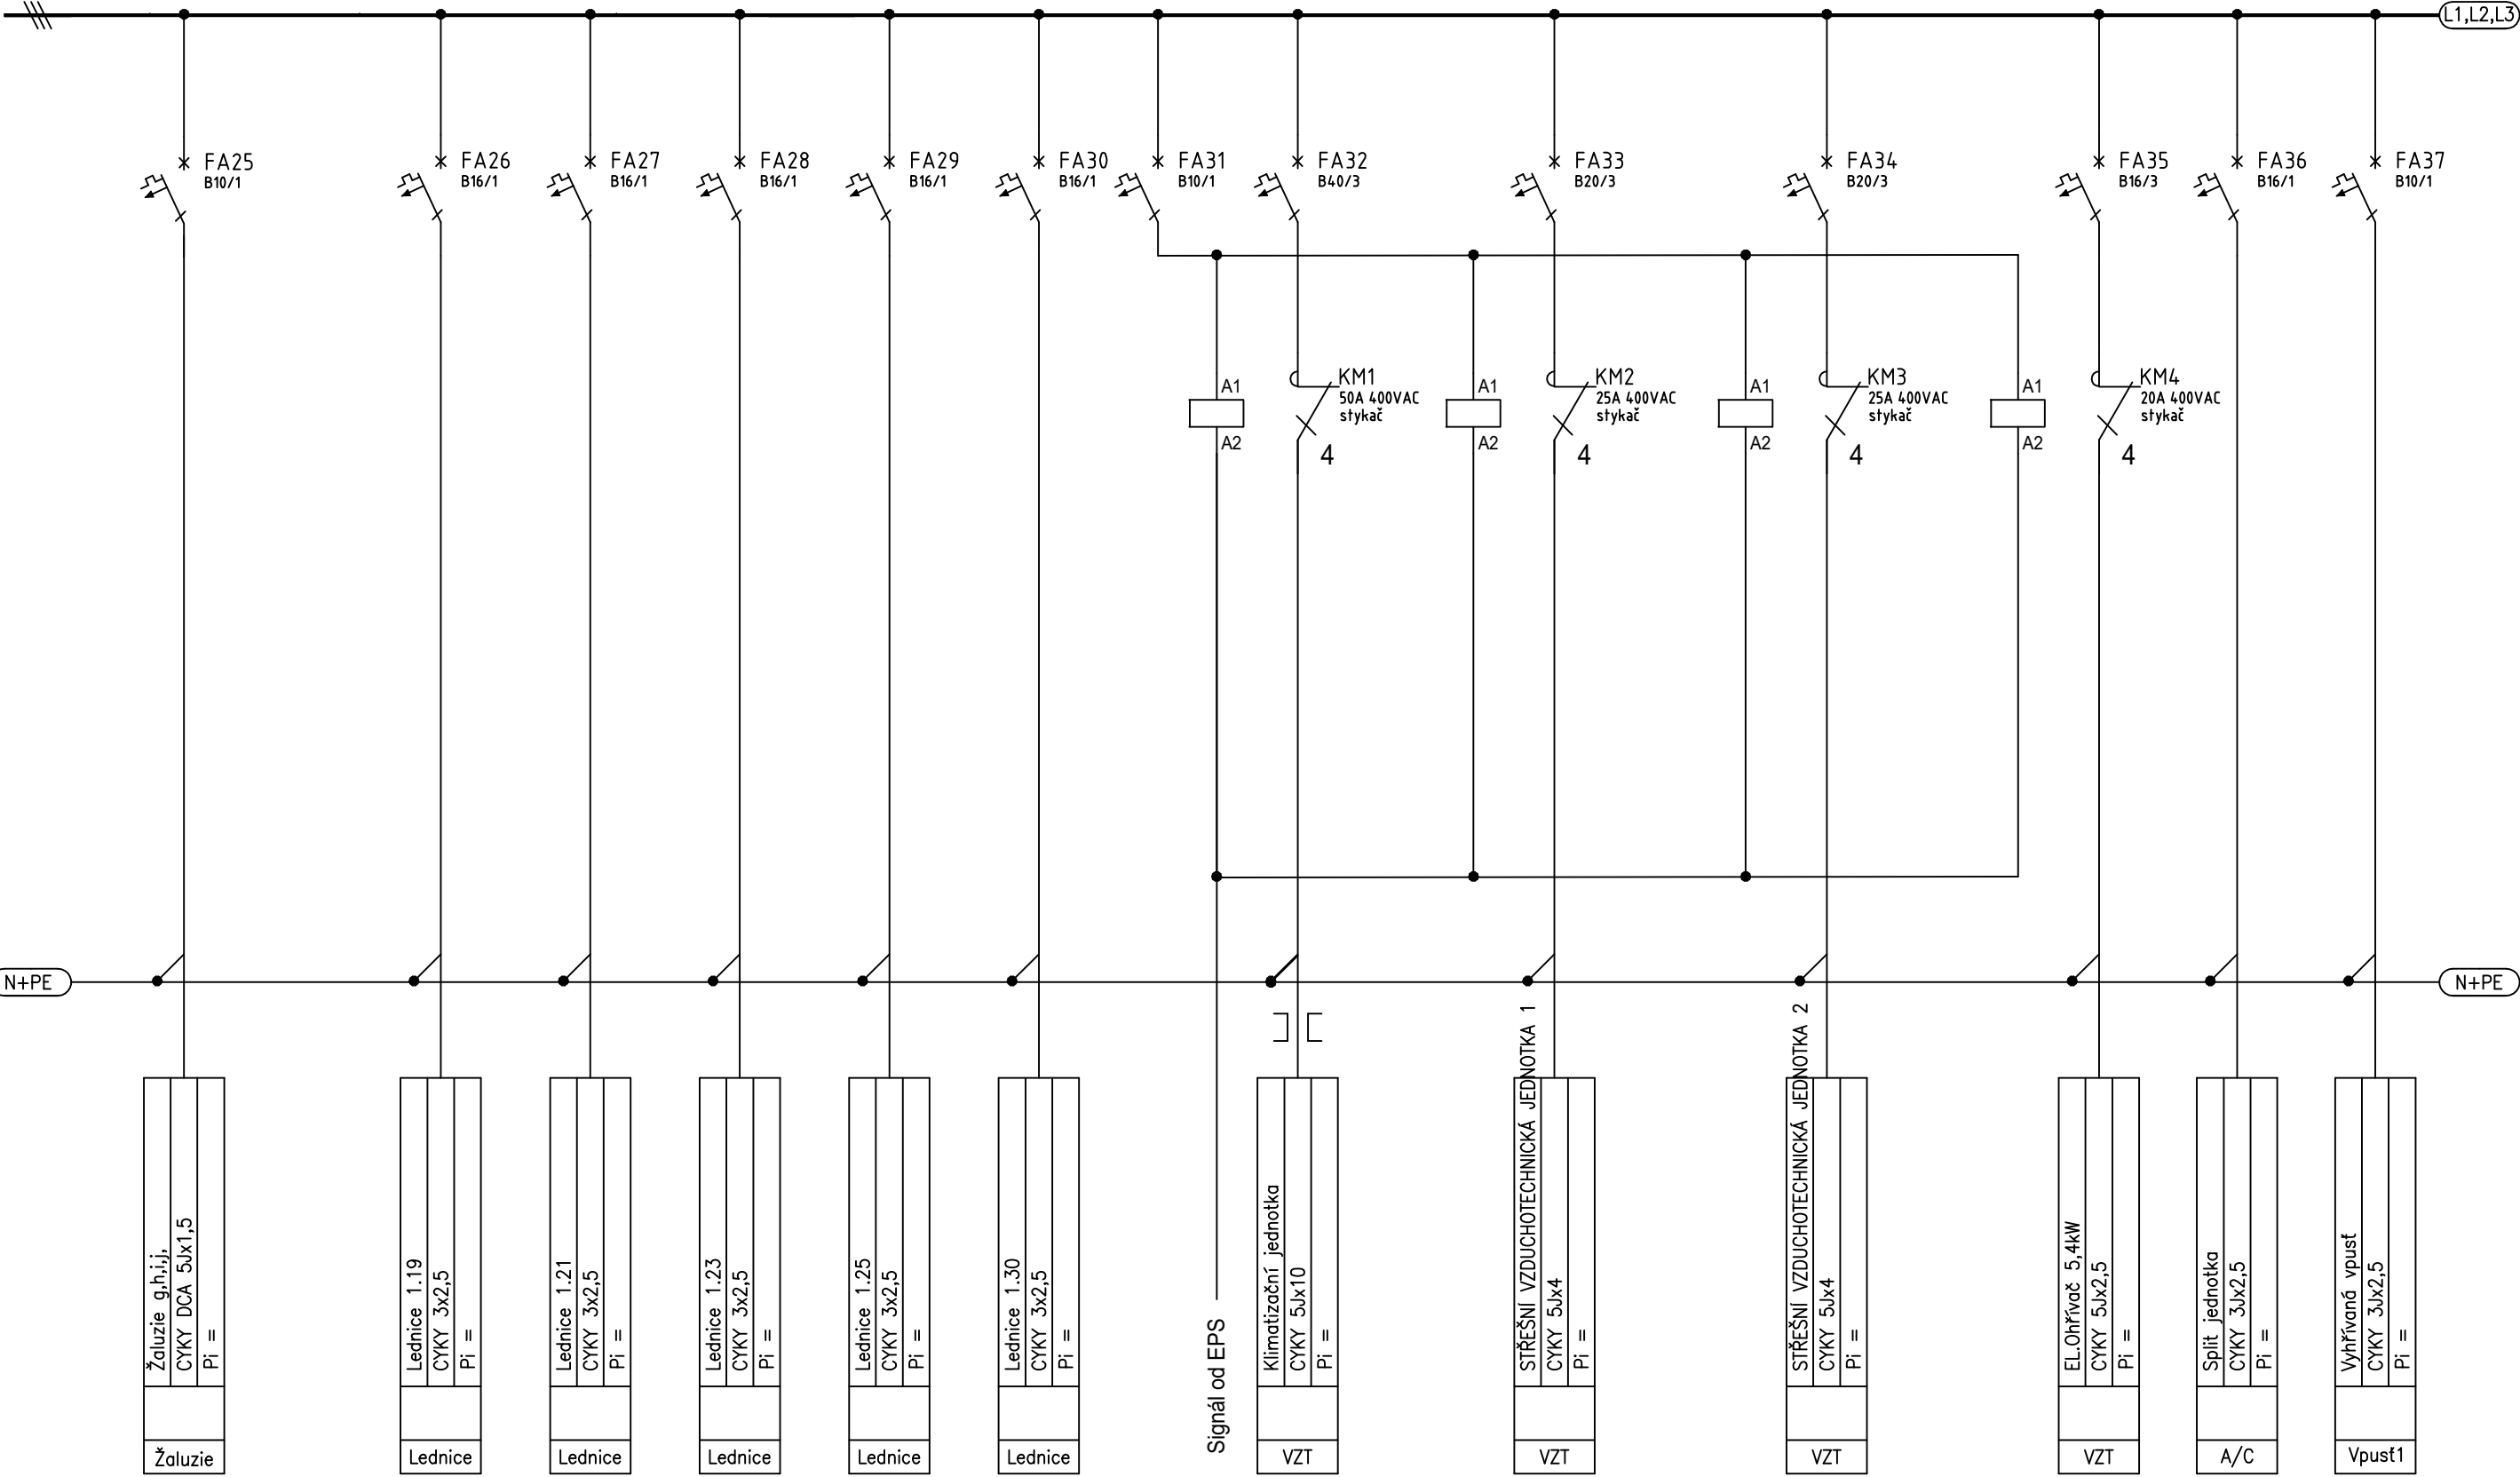 L1,L2,L3
FA25
B10/1
FA26
B16/1
FA27
B16/1
FA28
B16/1
FA29
B16/1
FA30
B16/1
FA31
B10/1
FA32
B40/3
FA33
B20/3
FA34
B20/3
FA35
B16/3
FA36
B16/1
FA37
B10/1
A1
A2
KM1
50A 400VAC
stykač
4
A1
A2
KM2
25A 400VAC
stykač
4
A1
A2
KM3
25A 400VAC
stykač
4
A1
A2
KM4
20A 400VAC
stykač
4
N+PE
N+PE
Žaluzie g,h,i,j,
CYKY DCA 5Jx1,5
Pi =
Žaluzie
Lednice 1.19
CYKY 3x2,5
Pi =
Lednice
Lednice 1.21
CYKY 3x2,5
Pi =
Lednice
Lednice 1.23
CYKY 3x2,5
Pi =
Lednice
Lednice 1.25
CYKY 3x2,5
Pi =
Lednice
Lednice 1.30
CYKY 3x2,5
Pi =
Lednice
Signál od EPS
Klimatizační jednotka
CYKY 5Jx10
Pi =
VZT
STŘEŠNÍ VZDUCHOTECHNICKÁ JEDNOTKA 1
CYKY 5Jx4
Pi =
VZT
STŘEŠNÍ VZDUCHOTECHNICKÁ JEDNOTKA 2
CYKY 5Jx4
Pi =
VZT
EL.Ohřívač 5,4kW
CYKY 5Jx2,5
Pi =
VZT
Split jednotka
CYKY 3Jx2,5
Pi =
A/C
Vyhřívaná vpusť
CYKY 3Jx2,5
Pi =
Vpusť1